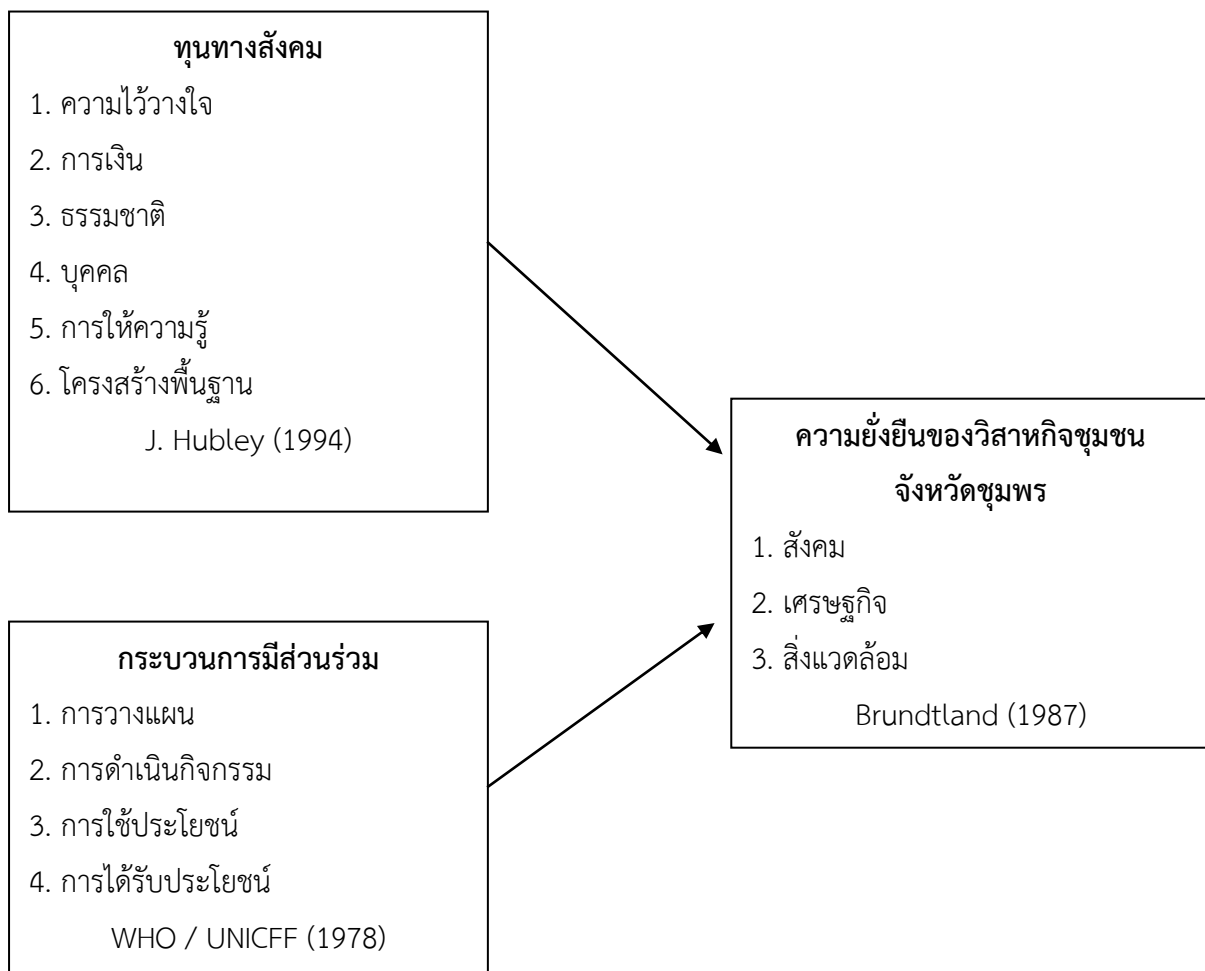 ทุนทางสังคม
1. ความไว้วางใจ
2. การเงิน
3. ธรรมชาติ
4. บุคคล
5. การให้ความรู้
6. โครงสร้างพื้นฐาน
J. Hubley (1994)
กระบวนการมีส่วนร่วม
1. การวางแผน
2. การดำเนินกิจกรรม
3. การใช้ประโยชน์
4. การได้รับประโยชน์
WHO / UNICFF (1978)
ความยั่งยืนของวิสาหกิจชุมชน
จังหวัดชุมพร
1. สังคม
2. เศรษฐกิจ
3. สิ่งแวดล้อม
Brundtland (1987)